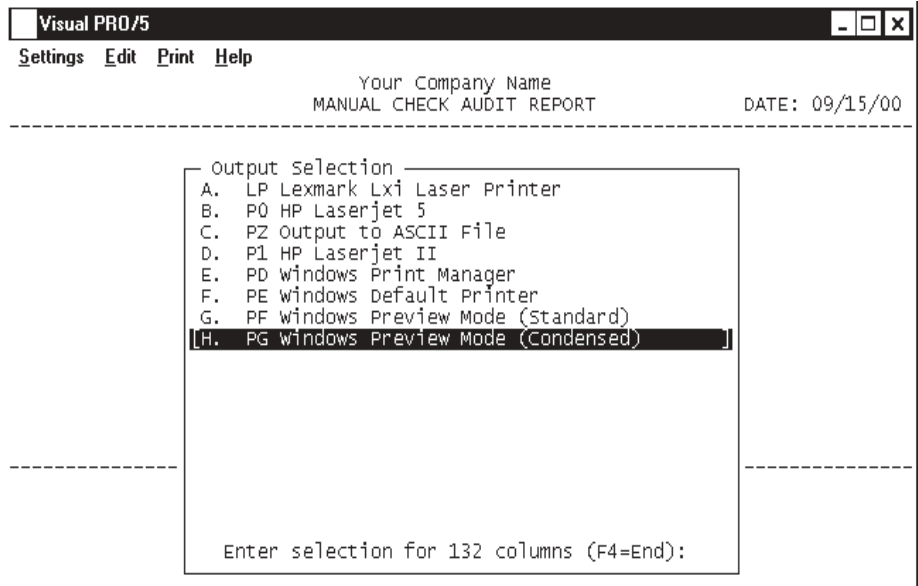 Visual PRO/5
Settings Edit Print Help
Your Company Name
MANUAL CHECK AUDIT REPORT DATE: 09/15/00
Output Selection
A. LP Lexmark Lxi Laser Printer
B. P0 HP Laserjet 5
C. PZ Output to ASCII File
D. P1 HP Laserjet II
E. PD Windows Print Manager
F. PE Windows Default Printer
G. PF Windows Preview Mode (Standard)
[H. PG Windows Preview Mode (Condensed) ]
Enter selection for 132 columns (F4=End):